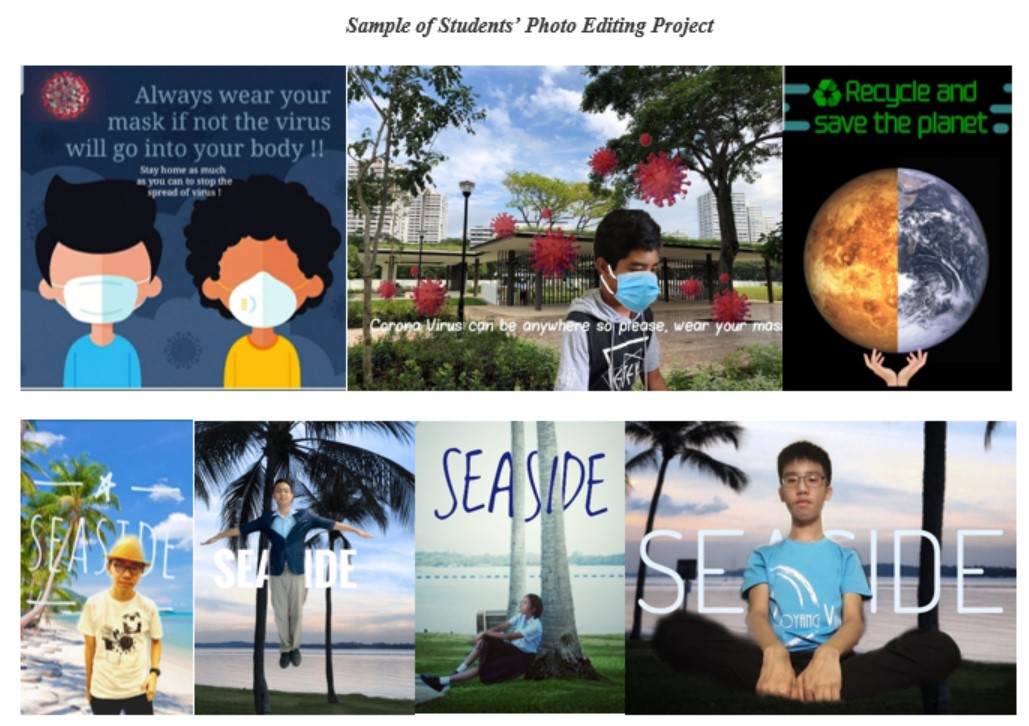 Sample of Students' Photo Editing Project
Always wear your
mask if not the virus
will go into your body !!
Stay home as much
as you can to stop the
spread of virus !
Corona Virus can be anywhere so please, wear your mas
Recycle and
save the planet
SEASIDE
SEA IDE
SEASIDE
SE IDE